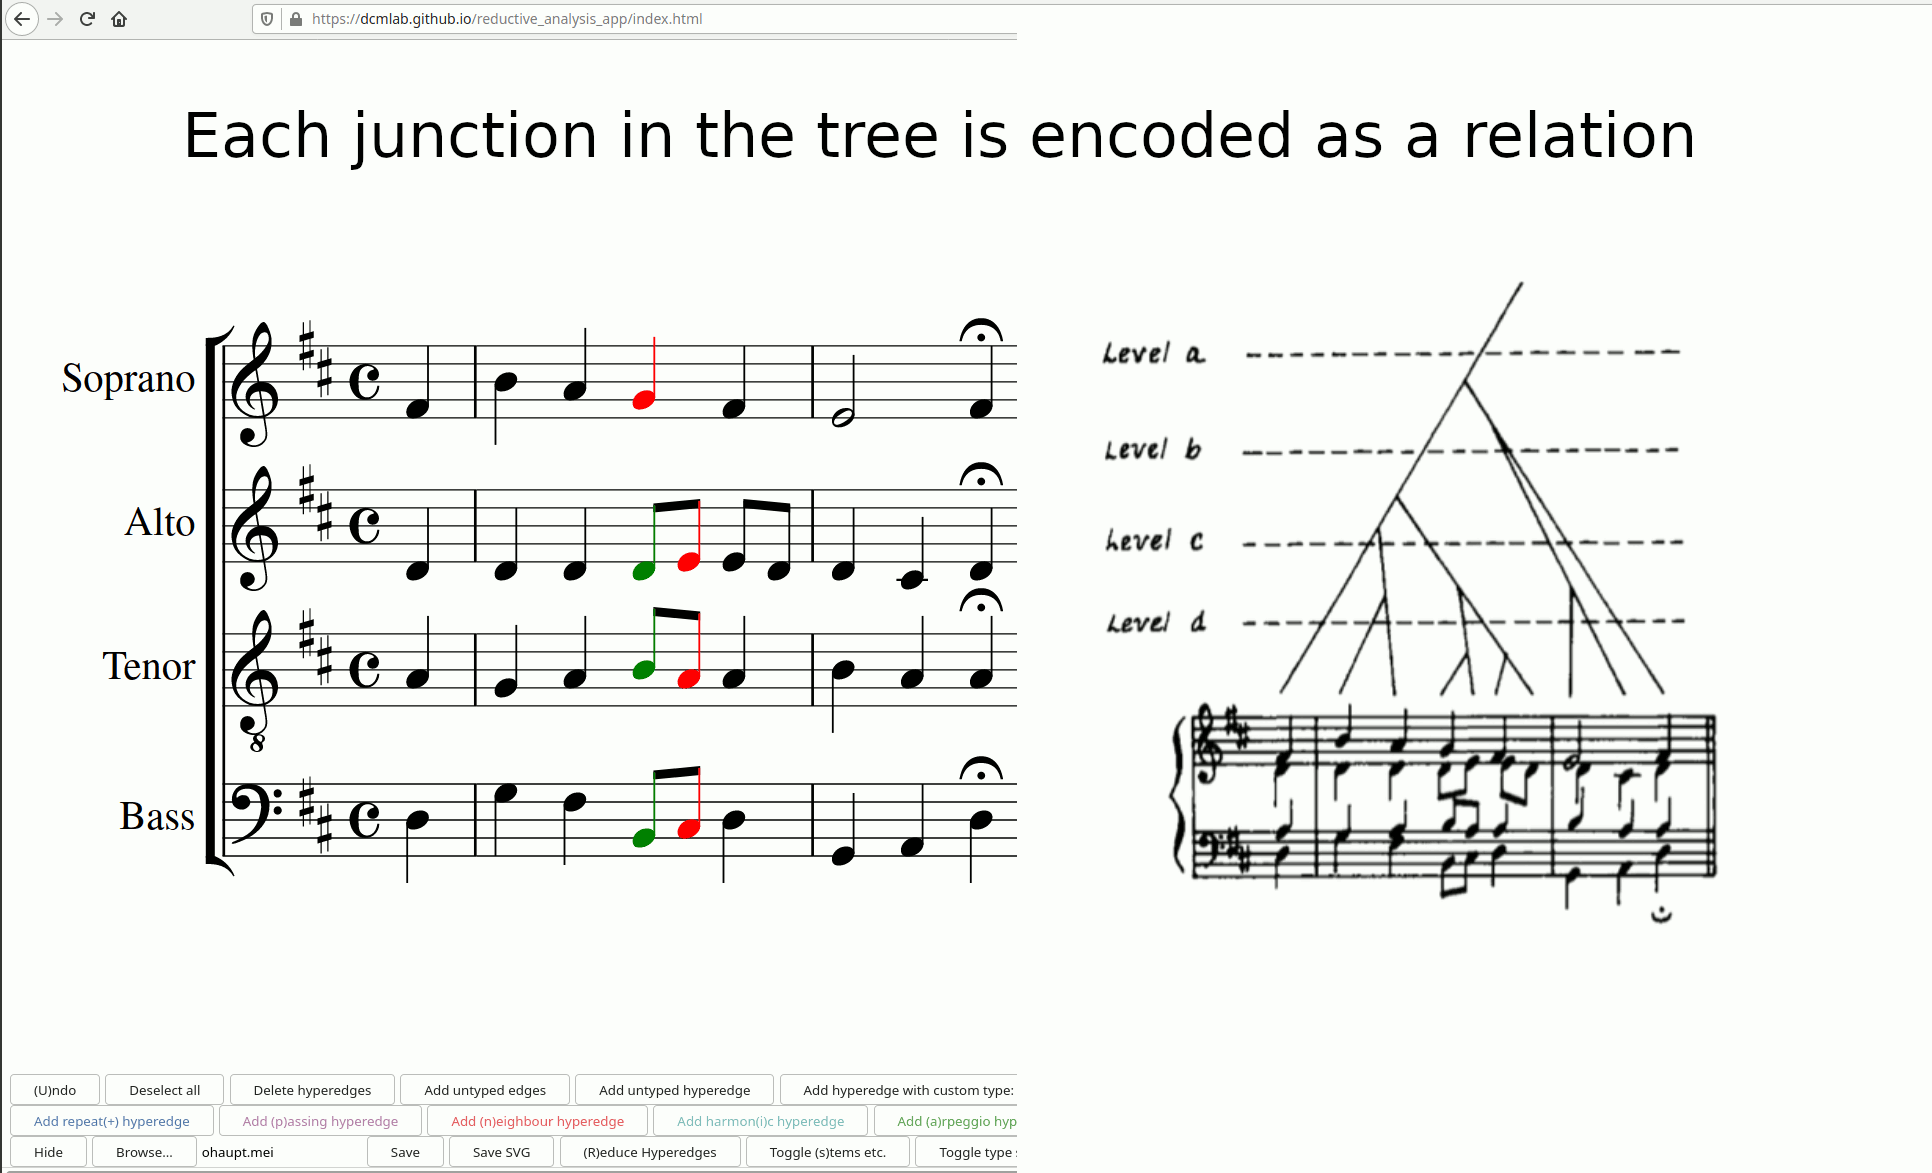 https://dcmlab.github.io/reductive_analysis_app/index.html
Each junction in the tree is encoded as a relation
Soprano
Alto
Tenor
8
Bass
Level a
Level b
Level c
Level d
(U)ndo Deselect all Delete hyperedges Add untyped edges Add untyped hyperedge Add hyperedge with custom type:
Add repeat(+) hyperedge Add (p)assing hyperedge Add (n)eighbour hyperedge Add harmon(i)c hyperedge Add (a)rpeggio hyp
Hide Browse... ohaupt.mei Save Save SVG (R)educe Hyperedges Toggle (s)tems etc. Toggle type